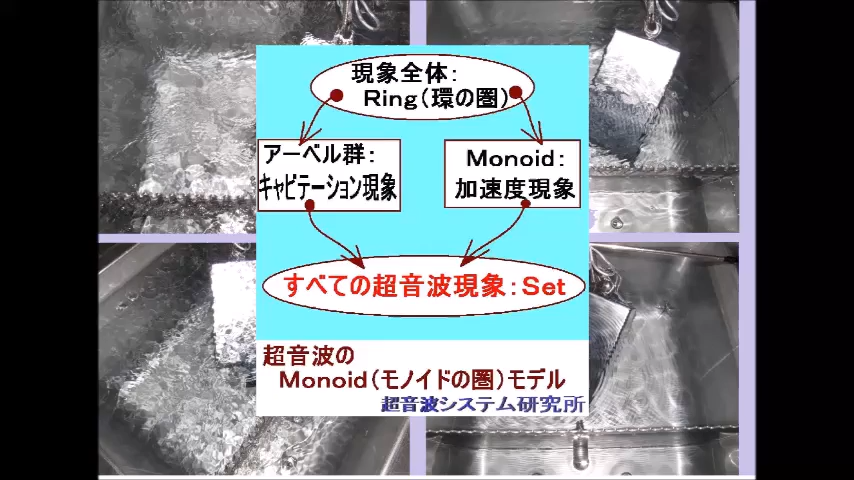 現象全体：
Ring（環の圏）
アーベル群：
キャビテーション現象
Monoid：
加速度現象
すべての超音波現象：Set
超音波の
Monoid（モノイドの圏）モデル
超音波システム研究所